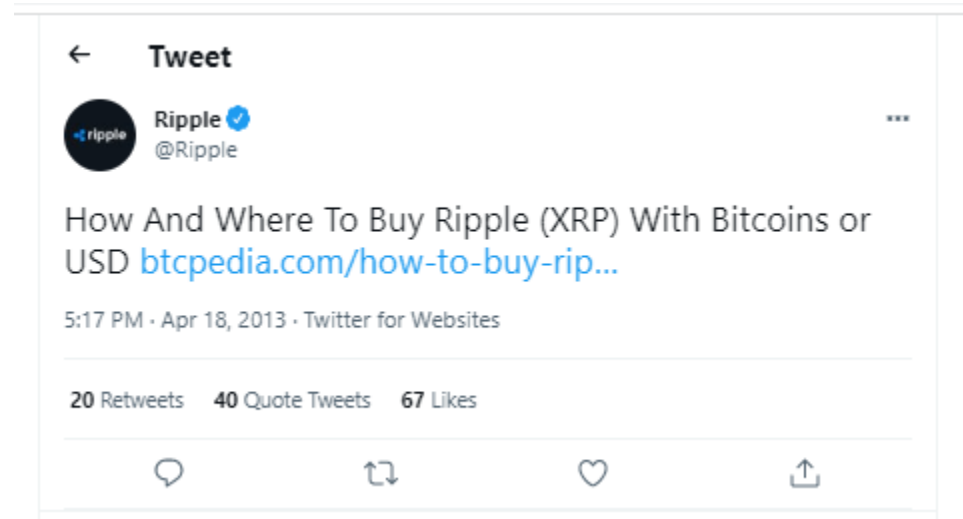 Tweet
ripple
Ripple
@Ripple
How And Where To Buy Ripple (XRP) With Bitcoins or
USD btcpedia.com/how-to-buy-rip...
5:17 PM · Apr 18, 2013 · Twitter for Websites
20 Retweets 40 Quote Tweets 67 Likes